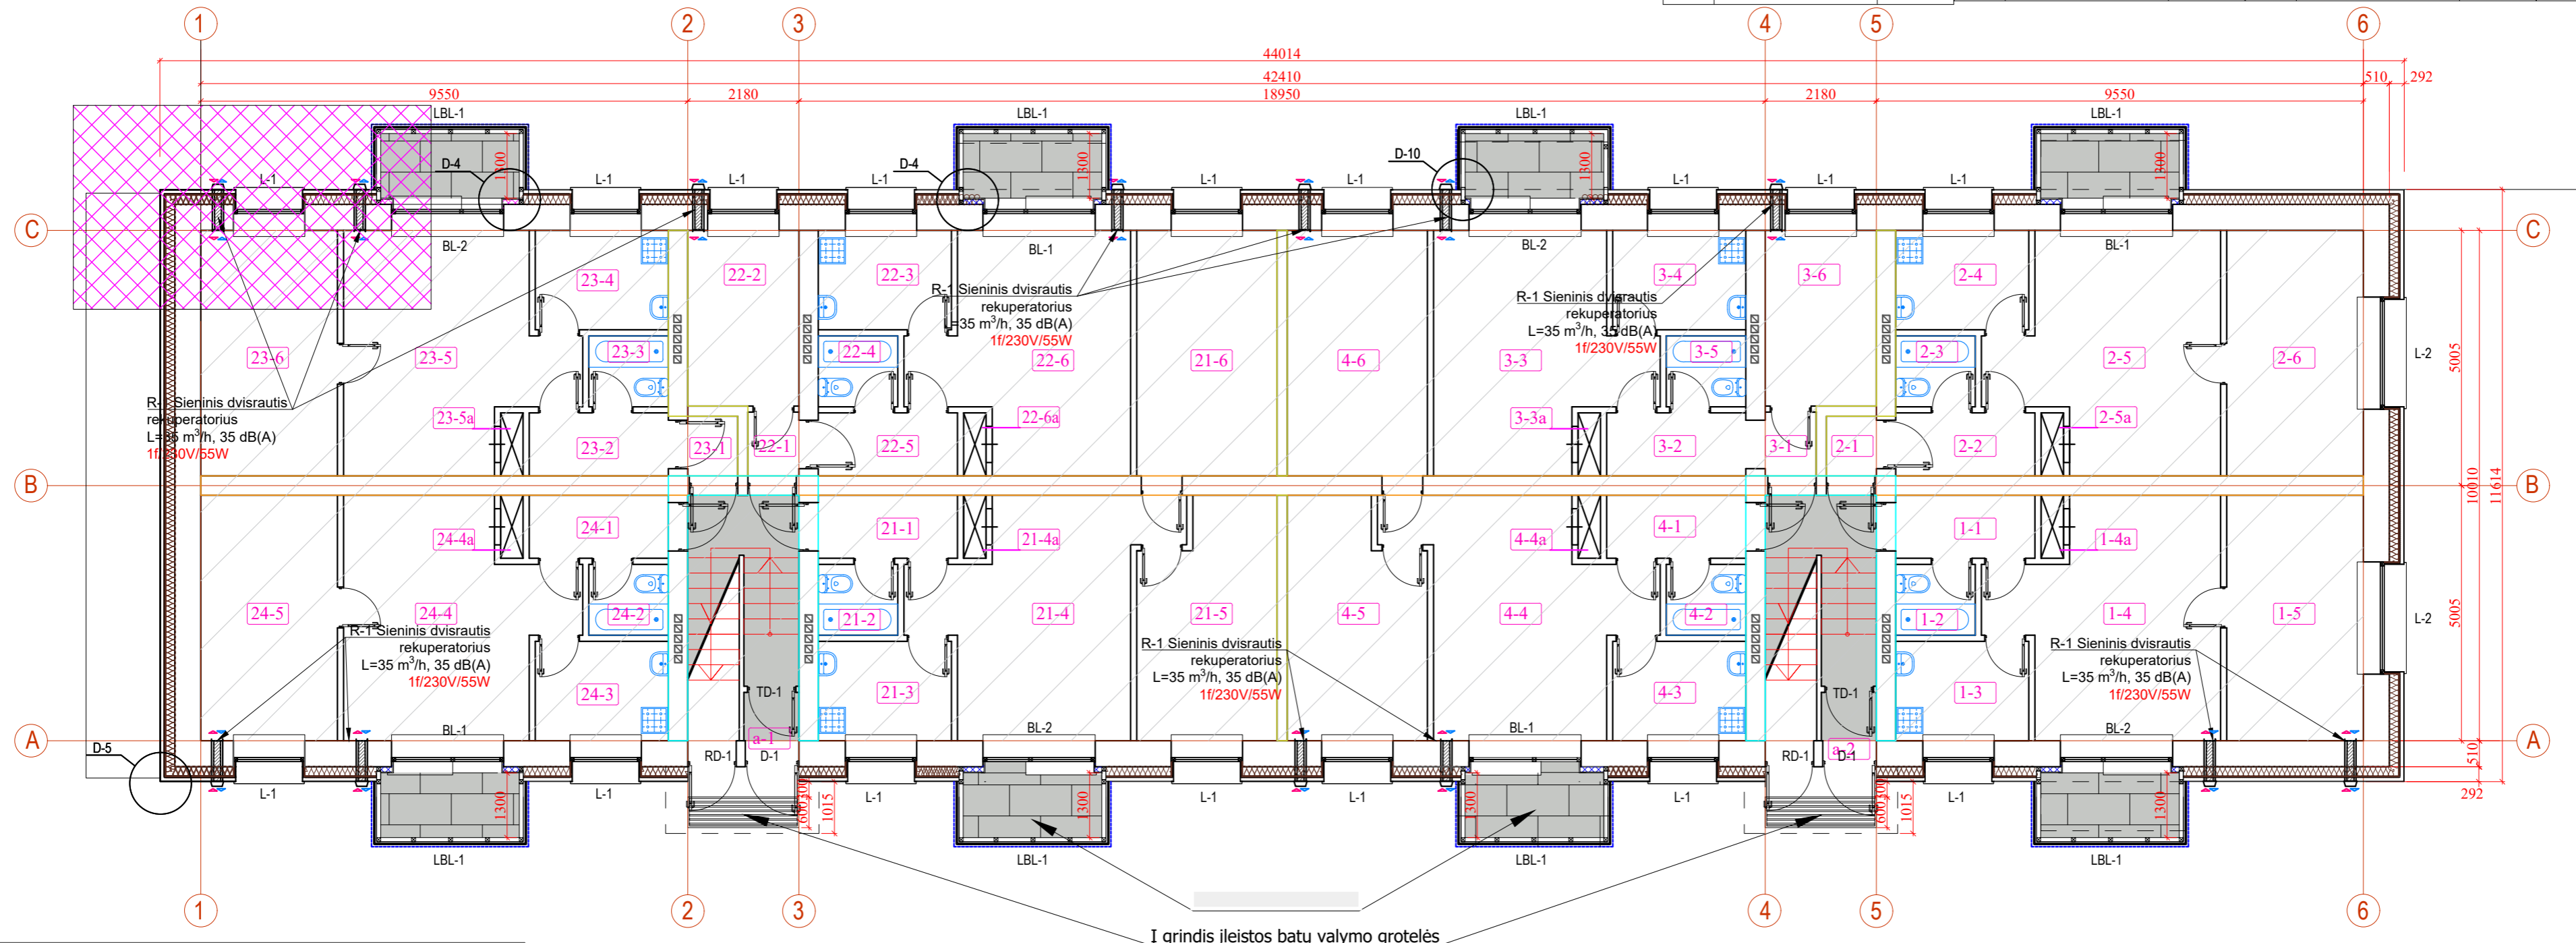 1 2 3 4 5 6
44014
42410 510 292
9550 2180 18950 2180 9550
LBL-1 LBL-1 LBL-1 LBL-1
1300 1300 1300 1300
D-4 D-4 D-10
L-1 L-1 L-1 L-1 L-1 L-1 L-1 L-1 L-1
C C
BL-2 BL-1 BL-2 BL-1
23-4 22-2 22-3 3-4 3-6 2-4
R-1 Sieninis dvisrautis
rekuperatorius
L=35 m³/h, 35 dB(A)
1f/230V/55W
R-1 Sieninis dvisrautis
rekuperatorius
L=35 m³/h, 35 dB(A)
1f/230V/55W
23-6 23-5 23-3 22-4 22-6 21-6 4-6 3-3 3-5 2-3 2-5 2-6 L-2
5005
R-1 Sieninis dvisrautis
rekuperatorius
L=35 m³/h, 35 dB(A)
1f/230V/55W
23-5a 22-6a 3-3a 2-5a
23-2 23-1 22-1 22-5 3-2 3-1 2-1 2-2
B B
10010
11614
24-4a 24-1 21-1 21-4a 4-4a 4-1 1-1 1-4a
24-5 24-4 24-2 21-2 21-4 21-5 4-5 4-4 4-2 1-2 1-4 1-5 L-2
5005
R-1 Sieninis dvisrautis
rekuperatorius
L=35 m³/h, 35 dB(A)
1f/230V/55W
R-1 Sieninis dvisrautis
rekuperatorius
L=35 m³/h, 35 dB(A)
1f/230V/55W
R-1 Sieninis dvisrautis
rekuperatorius
L=35 m³/h, 35 dB(A)
1f/230V/55W
24-3 TD-1 21-3 4-3 TD-1 1-3
BL-1 BL-2 BL-1 BL-2
A a-1 a-2 A
D-5 RD-1 D-1 RD-1 D-1
510
292
L-1 L-1 L-1 L-1 L-1 L-1 L-1 L-1
1300 600 300 1015 1300 1300 600 300 1015 1300
LBL-1 LBL-1 LBL-1 LBL-1
1 2 3 4 5 6
Į grindis įleistos batų valymo grotelės